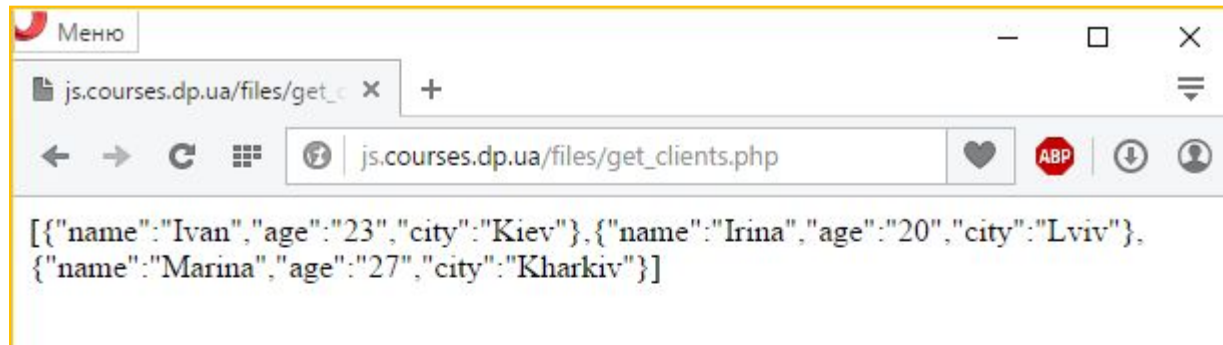 Меню
js.courses.dp.ua/files/get_c
js.courses.dp.ua/files/get_clients.php
ABP
[{"name":"Ivan","age":"23","city":"Kiev"},{"name":"Irina","age":"20","city":"Lviv"},
{"name":"Marina","age":"27","city":"Kharkiv"}]